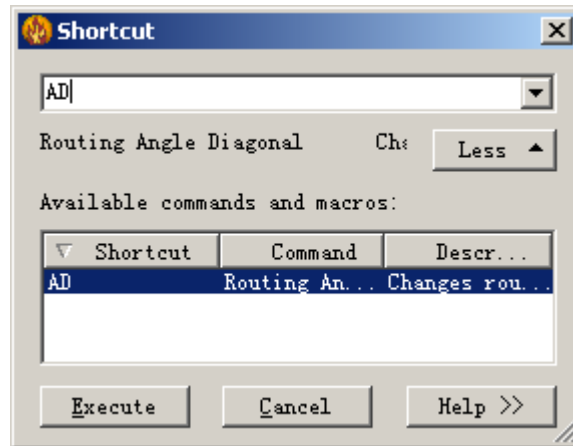 Shortcut
AD
Routing Angle Diagonal Cha
Less
Available commands and macros:
Shortcut Command Descr...
AD Routing An... Changes rou...
Execute Cancel Help >>